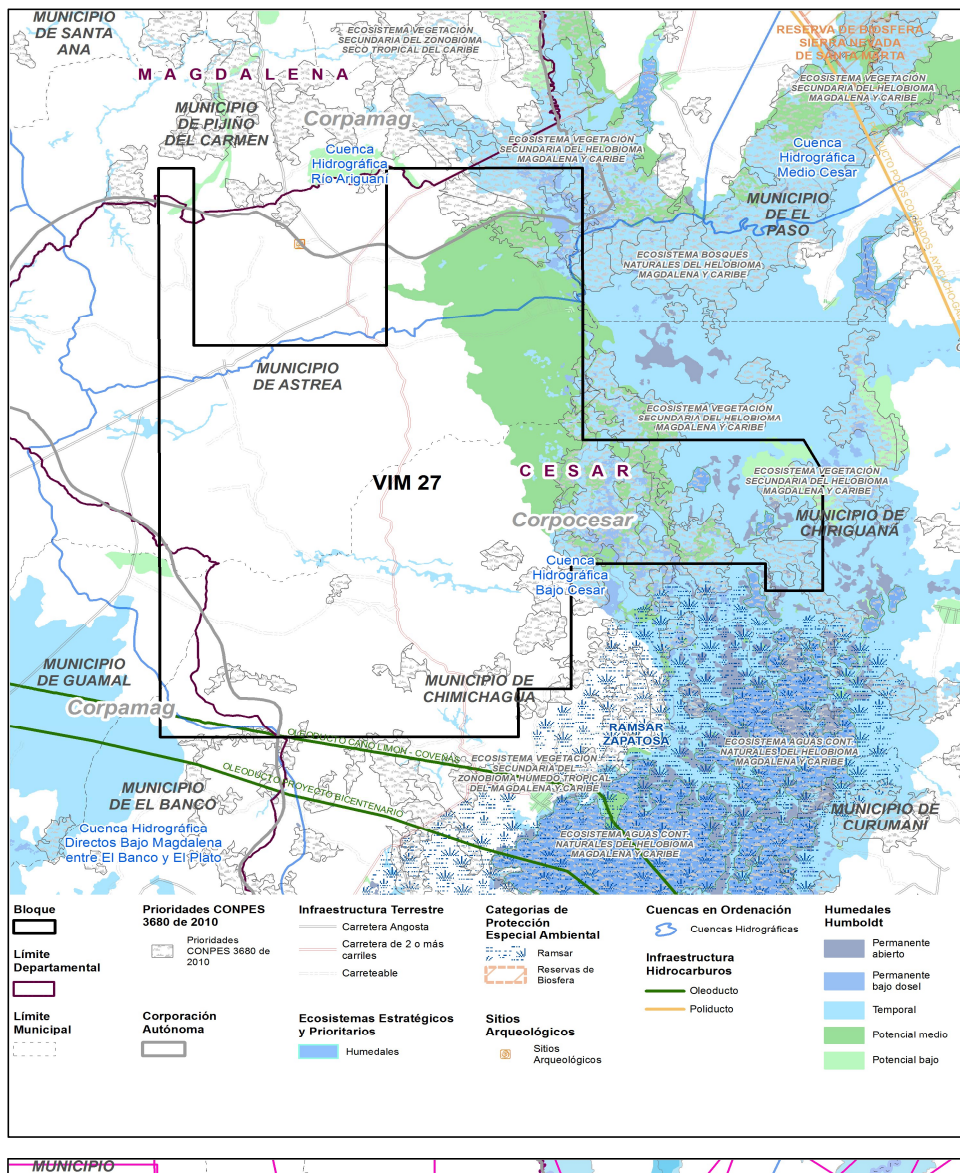 MUNICIPIO
DE SANTA
ANA
ECOSISTEMA VEGETACIÓN
SECUNDARIA DEL ZONOBIOMA
SECO TROPICAL DEL CARIBE
RESERVA DE BIOSFERA
SIERRA NEVADA
DE SANTA MARTA
MAGDALENA
ECOSISTEMA VEGETACIÓN
SECUNDARIA DEL HELOBIOMA
MAGDALENA Y CARIBE
MUNICIPIO
DE PIJIÑO
DEL CARMEN
Corpamag
ECOSISTEMA VEGETACIÓN
SECUNDARIA DEL HELOBIOMA
MAGDALENA Y CARIBE
Cuenca
Hidrográfica
Río Ariguaní
Cuenca
Hidrográfica
Medio Cesar
MUNICIPIO
DE EL
PASO
ECOSISTEMA BOSQUES
NATURALES DEL HELOBIOMA
MAGDALENA Y CARIBE
MUNICIPIO
DE ASTREA
ECOSISTEMA VEGETACIÓN
SECUNDARIA DEL HELOBIOMA
MAGDALENA Y CARIBE
VIM 27
CESAR
ECOSISTEMA VEGETACIÓN
SECUNDARIA DEL HELOBIOMA
MAGDALENA Y CARIBE
Corpocesar
MUNICIPIO DE
CHIRIGUANÁ
Cuenca
Hidrográfica
Bajo Cesar
MUNICIPIO
DE GUAMAL
MUNICIPIO DE
CHIMICHAGU
Corpamag
OLEODUCTO CAÑO LIMON - COVEÑAS
RAMSAR
ZAPATOSA
ECOSISTEMA AGUAS CONT.
NATURALES DEL HELOBIOMA
MAGDALENA Y CARIBE
ECOSISTEMA VEGETACIÓN
SECUNDARIA DEL
ZONOBIOMA HÚMEDO TROPICAL
DEL MAGDALENA Y CARIBE
OLEODUCTO PROYECTO BICENTENARIO
MUNICIPIO
DE EL BANCO
MUNICIPIO DE
CURUMANÍ
Cuenca Hidrográfica
Directos Bajo Magdalena
entre El Banco y El Plato
ECOSISTEMA AGUAS CONT.
NATURALES DEL HELOBIOMA
MAGDALENA Y CARIBE
Bloque
Límite
Departamental
Límite
Municipal
Prioridades CONPES
3680 de 2010
Prioridades
CONPES 3680 de
2010
Corporación
Autónoma
Infraestructura Terrestre
Carretera Angosta
Carretera de 2 o más
carriles
Carreteable
Ecosistemas Estratégicos
y Prioritarios
Humedales
Categorias de
Protección
Especial Ambiental
Ramsar
Reservas de
Biosfera
Sitios
Arqueológicos
Sitios
Arqueológicos
Cuencas en Ordenación
Cuencas Hidrográficas
Infraestructura
Hidrocarburos
Oleoducto
Poliducto
Humedales
Humboldt
Permanente
abierto
Permanente
bajo dosel
Temporal
Potencial medio
Potencial bajo
MUNICIPIO